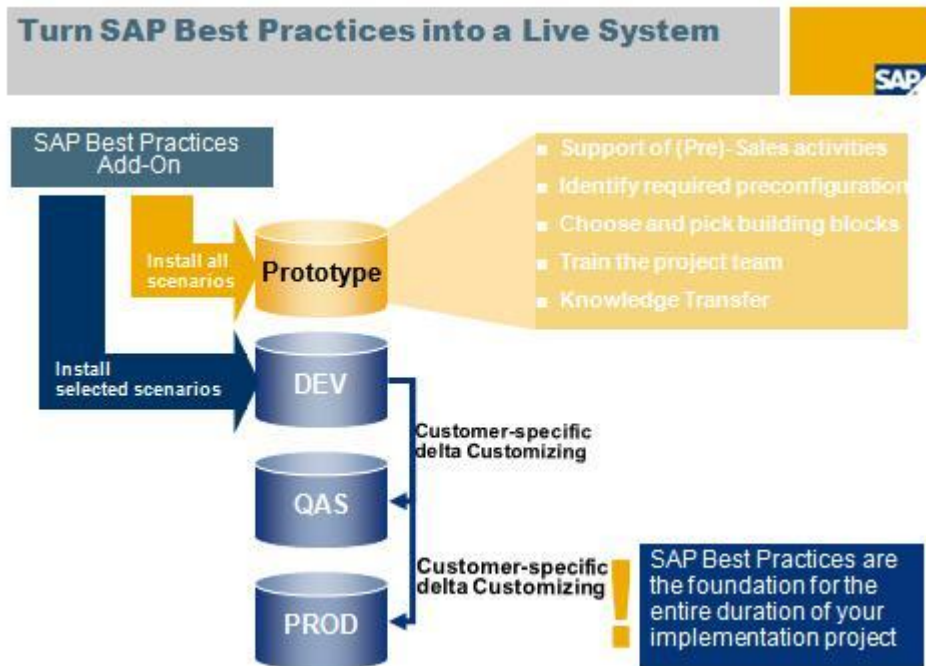 Turn SAP Best Practices into a Live System
SAP
SAP Best Practices
Add-On
Install all
scenarios
Prototype
▪ Support of (Pre)-Sales activities
▪ Identify required preconfiguration
▪ Choose and pick building blocks
▪ Train the project team
▪ Knowledge Transfer
Install
selected scenarios
DEV
Customer-specific
delta Customizing
QAS
Customer-specific
delta Customizing
PROD
!
SAP Best Practices are
the foundation for the
entire duration of your
implementation project